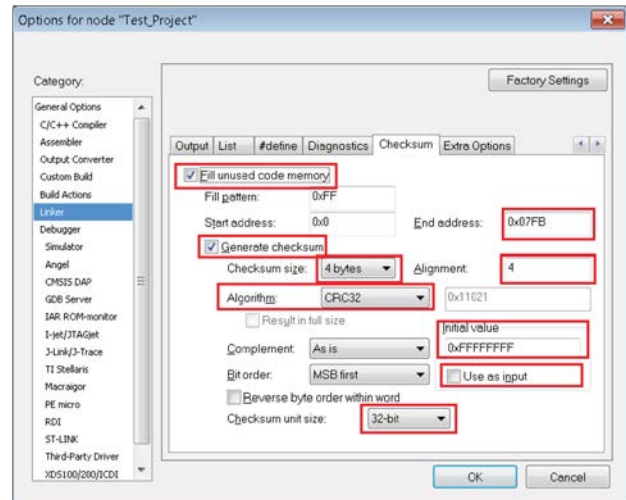 Options for node "Test_Project"
Category:
General Options
C/C++ Compiler
Assembler
Output Converter
Custom Build
Build Actions
Linker
Debugger
Simulator
Angel
CMSIS DAP
GDB Server
IAR ROM-monitor
I-jet/JTAGjet
J-Link/J-Trace
TI Stellaris
Macraigor
PE micro
RDI
ST-LINK
Third-Party Driver
XDS100/200/ICDI
Factory Settings
Output List #define Diagnostics Checksum Extra Options
Fill unused code memory
Fill pattern: 0xFF
Start address: 0x0 End address: 0x07FB
Generate checksum
Checksum size: 4 bytes Alignment: 4
Algorithm: CRC32 0x11021
Result in full size
Initial value
Complement: As is 0xFFFFFFFF
Bit order: MSB first Use as input
Reverse byte order within word
Checksum unit size: 32-bit
OK Cancel